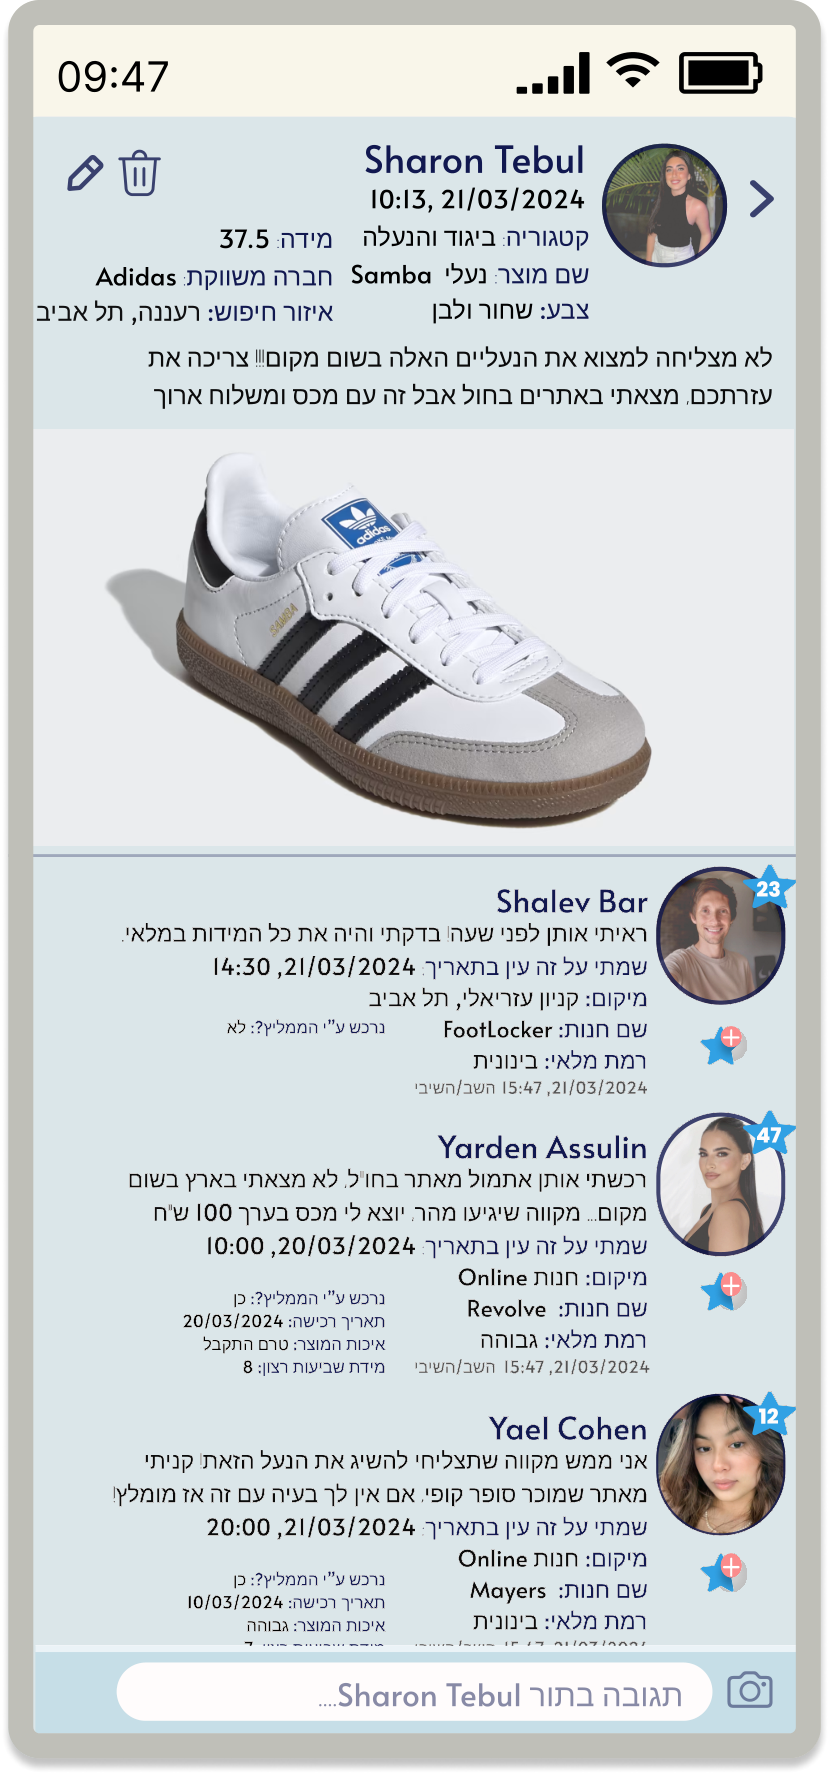 09:47
Sharon Tebul
10:13, 21/03/2024
קטגוריה: ביגוד והנעלה
מידה: 37.5
שם מוצר: נעלי Samba
חברה משווקת: Adidas
צבע: שחור ולבן
איזור חיפוש: רעננה, תל אביב
לא מצליחה למצוא את הנעליים האלה בשום מקום!!! צריכה את
עזרתכם. מצאתי באתרים בחול אבל זה עם מכס ומשלוח ארוך
adidas
SAMBA
23
Shalev Bar
ראיתי אותן לפני שעה! בדקתי והיה את כל המידות במלאי.
שמתי על זה עין בתאריך: 21/03/2024, 14:30
מיקום: קניון עזריאלי, תל אביב
שם חנות: FootLocker
נרכש ע"י הממליץ?: לא
רמת מלאי: בינונית
21/03/2024, 15:47 השב/השיבי
47
Yarden Assulin
רכשתי אותן אתמול מאתר בחו"ל. לא מצאתי בארץ בשום
מקום... מקווה שיגיעו מהר. יוצא לי מכס בערך 100 ש"ח
שמתי על זה עין בתאריך: 20/03/2024, 10:00
מיקום: חנות Online
שם חנות: Revolve
רמת מלאי: גבוהה
נרכש ע"י הממליץ?: כן
תאריך רכישה: 20/03/2024
איכות המוצר: טרם התקבל
מידת שביעות רצון: 8
21/03/2024, 15:47 השב/השיבי
12
Yael Cohen
אני ממש מקווה שתצליחי להשיג את הנעל הזאת! קניתי
מאתר שמוכר סופר קופי. אם אין לך בעיה עם זה אז מומלץ!
שמתי על זה עין בתאריך: 21/03/2024, 20:00
מיקום: חנות Online
שם חנות: Mayers
רמת מלאי: בינונית
נרכש ע"י הממליץ?: כן
תאריך רכישה: 10/03/2024
איכות המוצר: גבוהה
תגובה בתור Sharon Tebul....